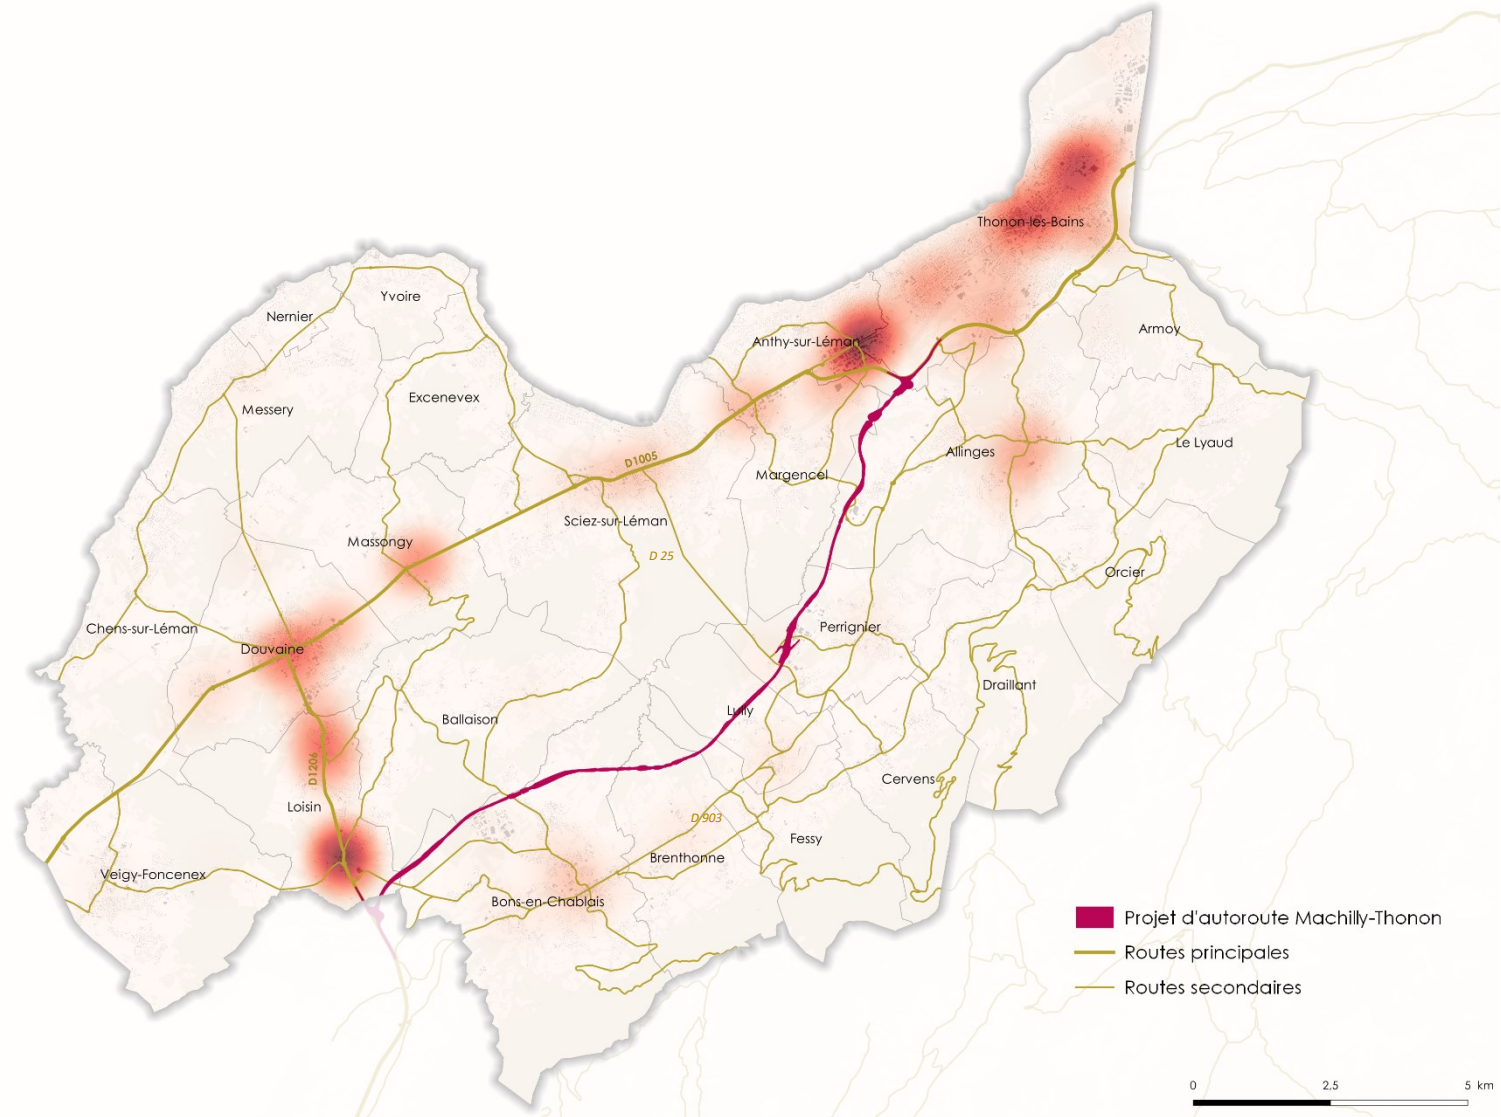 Thonon-les-Bains
Yvoire
Nernier
Armoy
Anthy-sur-Léman
Excenevex
Messery
Le Lyaud
Allinges
D1005
Margencel
Sciez-sur-Léman
Massongy
D 25
Orcier
Chens-sur-Léman
Perrignier
Douvaine
Draillant
Lully
Ballaison
D1206
Cervens
Loisin
D 903
Fessy
Brenthonne
Veigy-Foncenex
Bons-en-Chablais
Projet d'autoroute Machilly-Thonon
Routes principales
Routes secondaires
0 2.5 5 km